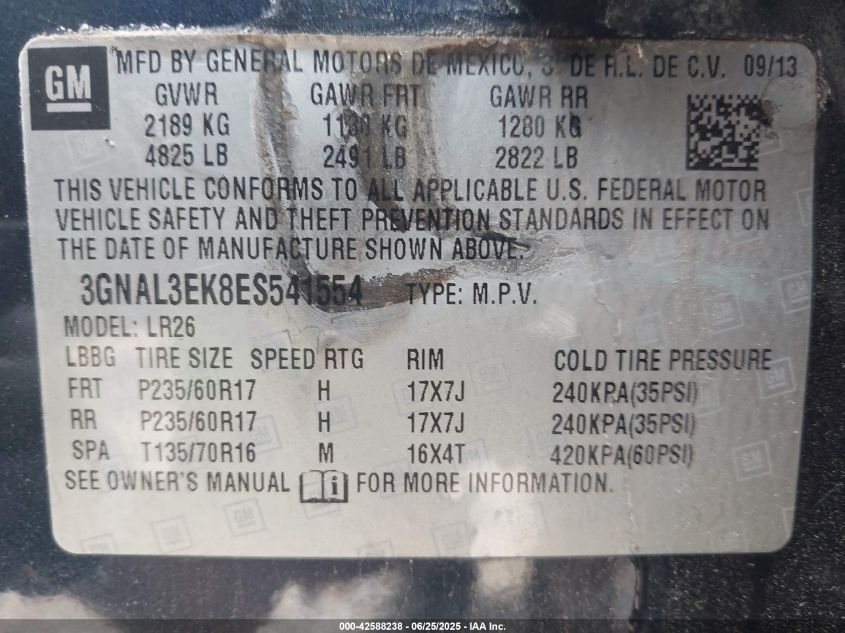 GM
MFD BY GENERAL MOTORS DE MEXICO, S. DE R.L. DE C.V. 09/13
GVWR GAWR FRT GAWR RR
2189 KG 1130 KG 1280 KG
4825 LB 2491 LB 2822 LB
THIS VEHICLE CONFORMS TO ALL APPLICABLE U.S. FEDERAL MOTOR
VEHICLE SAFETY AND THEFT PREVENTION STANDARDS IN EFFECT ON
THE DATE OF MANUFACTURE SHOWN ABOVE.
3GNAL3EK8ES541554 TYPE: M.P.V.
MODEL: LR26
LBBG TIRE SIZE SPEED RTG RIM COLD TIRE PRESSURE
FRT P235/60R17 H 17X7J 240KPA(35PSI)
RR P235/60R17 H 17X7J 240KPA(35PSI)
SPA T135/70R16 M 16X4T 420KPA(60PSI)
SEE OWNER'S MANUAL i FOR MORE INFORMATION.
000-42588238 - 06/25/2025 - IAA Inc.